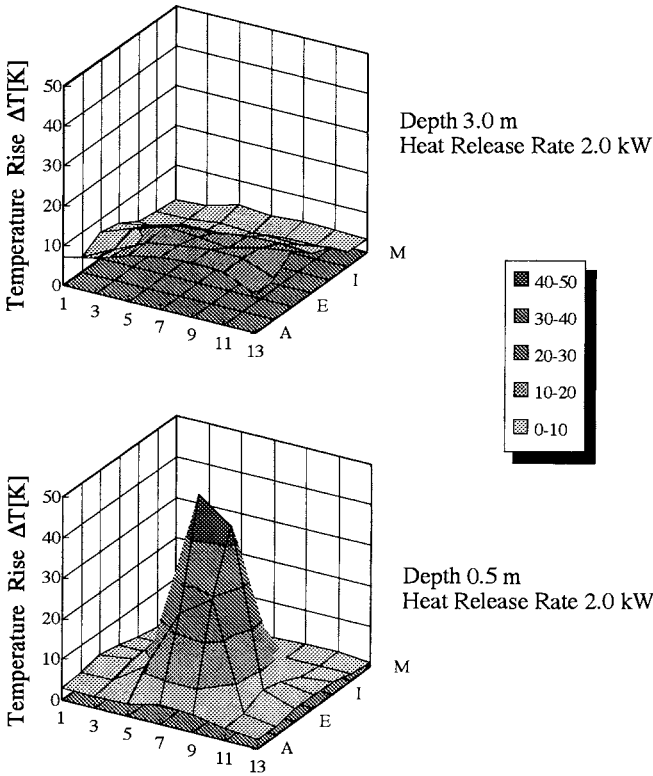 Temperature Rise ΔT[K]
50
40
30
20
10
0
1
3
5
7
9
11
13
A
E
I
M
Depth 3.0 m
Heat Release Rate 2.0 kW
40-50
30-40
20-30
10-20
0-10
Temperature Rise ΔT[K]
50
40
30
20
10
0
1
3
5
7
9
11
13
A
E
I
M
Depth 0.5 m
Heat Release Rate 2.0 kW